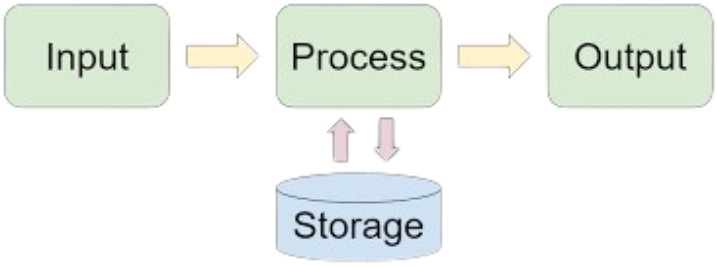 Input
Process
Output
Storage